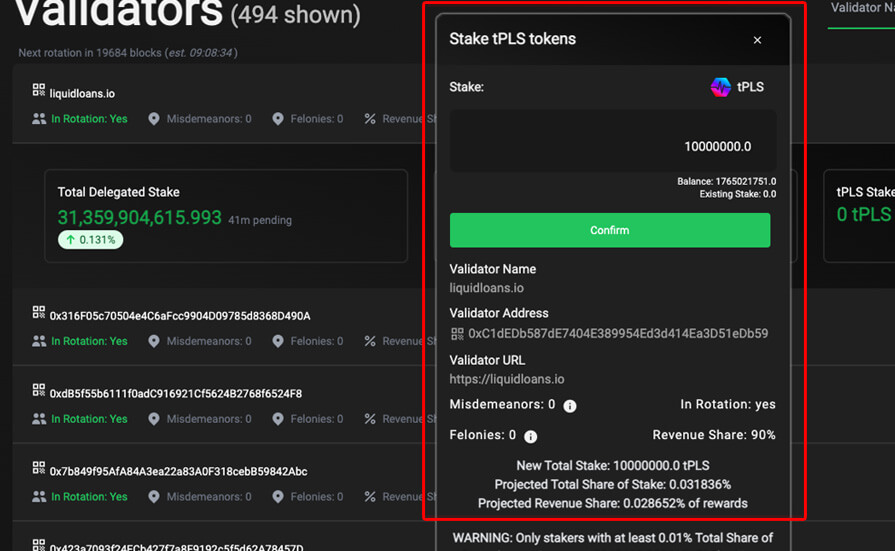 Validators (494 shown)
Next rotation in 19684 blocks (est. 09:08:34 )
liquidloans.io
In Rotation: Yes Misdemeanors: 0 Felonies: 0 % Revenue Sh
Total Delegated Stake
31,359,904,615.993 41m pending
↑ 0.131%
0x316F05c70504e4C6aFcc9904D09785d8368D490A
In Rotation: Yes Misdemeanors: 0 Felonies: 0 % Revenue
0xdB5f55b6111f0adC916921Cf5624B2768f6524F8
In Rotation: Yes Misdemeanors: 0 Felonies: 0 % Revenue
0x7b849f95AfA84A3ea22a83A0F318cebB59842Abc
In Rotation: Yes Misdemeanors: 0 Felonies: 0 % Revenue
Stake tPLS tokens ×
Stake: tPLS
10000000.0
Balance: 1765021751.0
Existing Stake: 0.0
Confirm
Validator Name
liquidloans.io
Validator Address
0xC1dEDb587dE7404E389954Ed3d414Ea3D51eDb59
Validator URL
https://liquidloans.io
Misdemeanors: 0 In Rotation: yes
Felonies: 0 Revenue Share: 90%
New Total Stake: 10000000.0 tPLS
Projected Total Share of Stake: 0.031836%
Projected Revenue Share: 0.028652% of rewards
WARNING: Only stakers with at least 0.01% Total Share of
Validator Na
tPLS Stake
0 tPLS